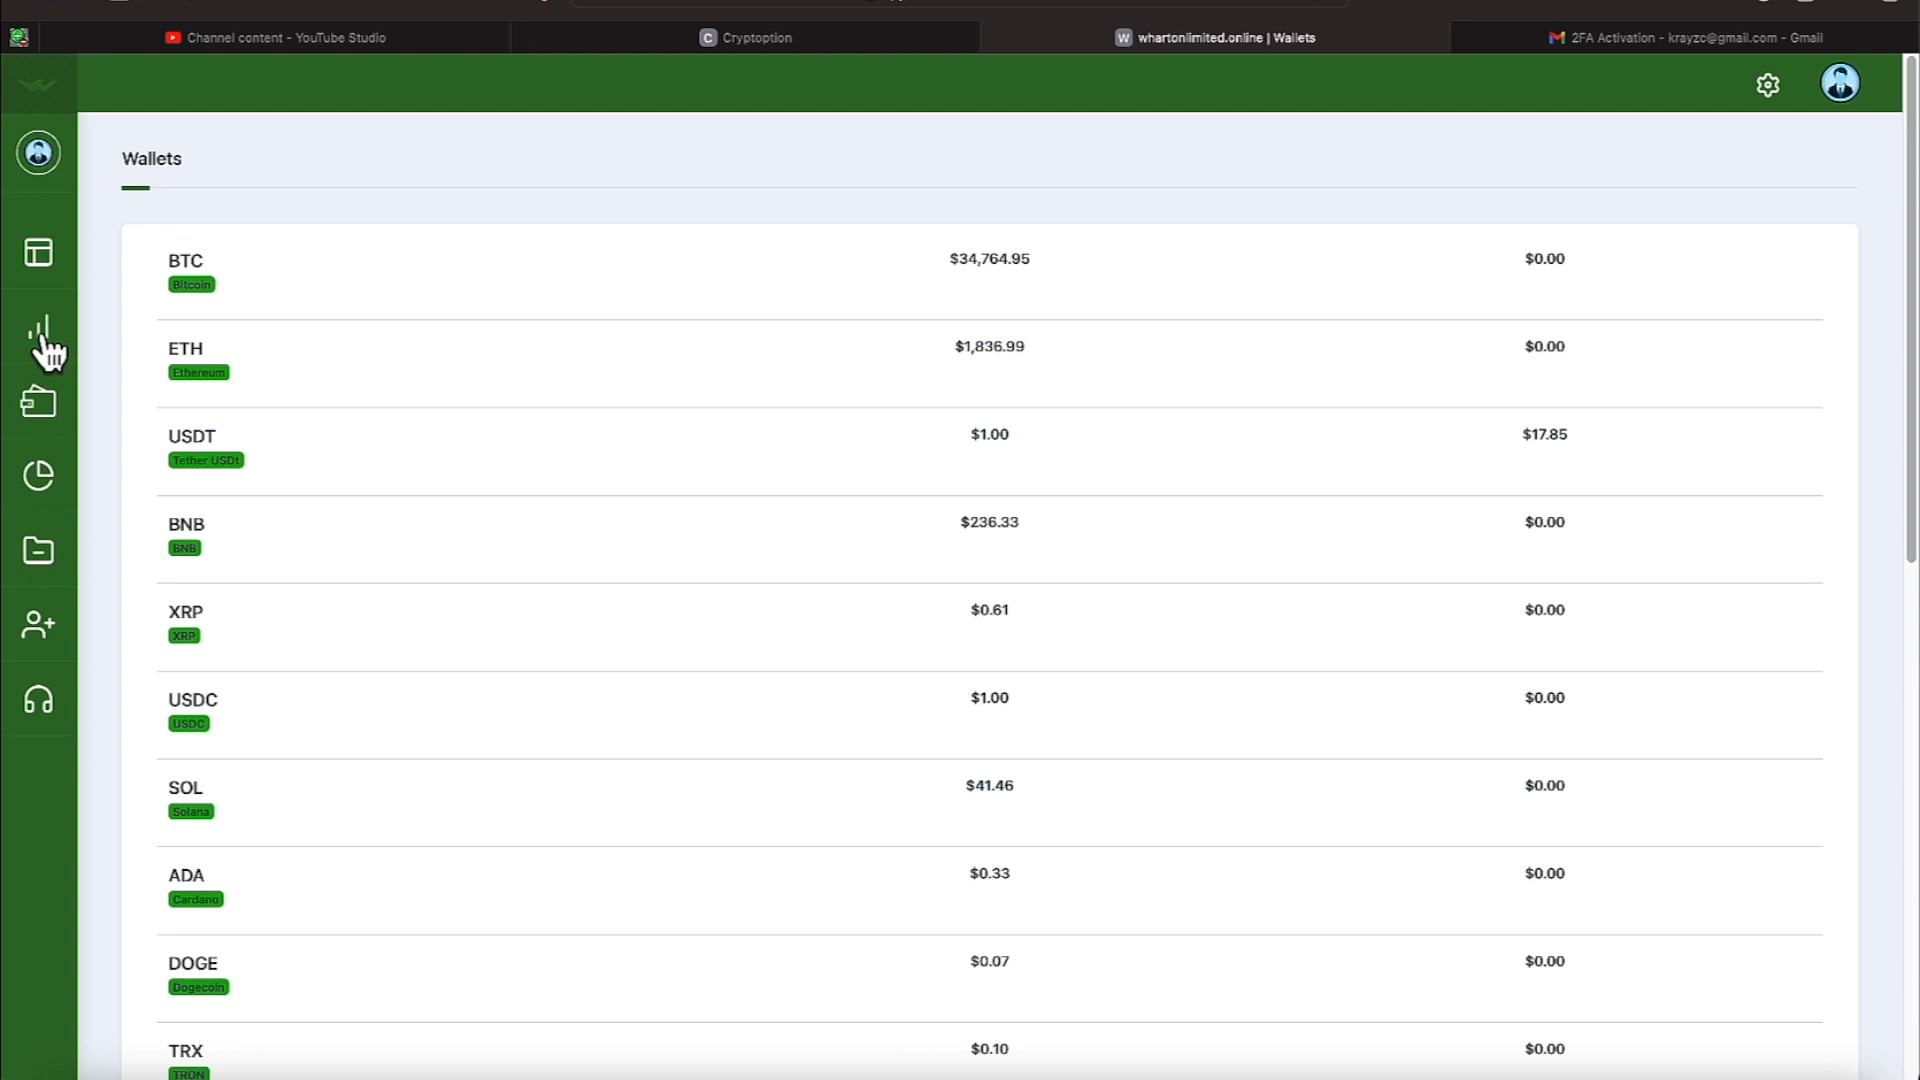 Channel content - YouTube Studio
C Cryptoption
W whartonlimited.online | Wallets
2FA Activation - krayzc@gmail.com - Gmail
Wallets
BTC $34,764.95 $0.00
Bitcoin
ETH $1,836.99 $0.00
Ethereum
USDT $1.00 $17.85
Tether USDt
BNB $236.33 $0.00
BNB
XRP $0.61 $0.00
XRP
USDC $1.00 $0.00
USDC
SOL $41.46 $0.00
Solana
ADA $0.33 $0.00
Cardano
DOGE $0.07 $0.00
Dogecoin
TRX $0.10 $0.00
TRON